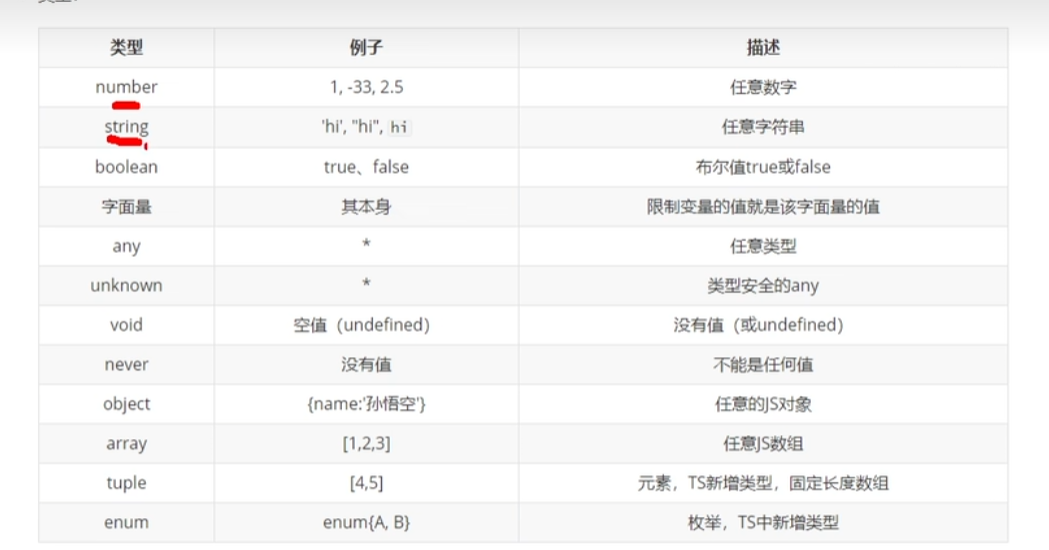 类型 例子 描述
number 1, -33, 2.5 任意数字
string 'hi', "hi", hi 任意字符串
boolean true、false 布尔值true或false
字面量 其本身 限制变量的值就是该字面量的值
any * 任意类型
unknown * 类型安全的any
void 空值（undefined） 没有值（或undefined）
never 没有值 不能是任何值
object {name:'孙悟空'} 任意的JS对象
array [1,2,3] 任意JS数组
tuple [4,5] 元素，TS新增类型，固定长度数组
enum enum{A, B} 枚举，TS中新增类型